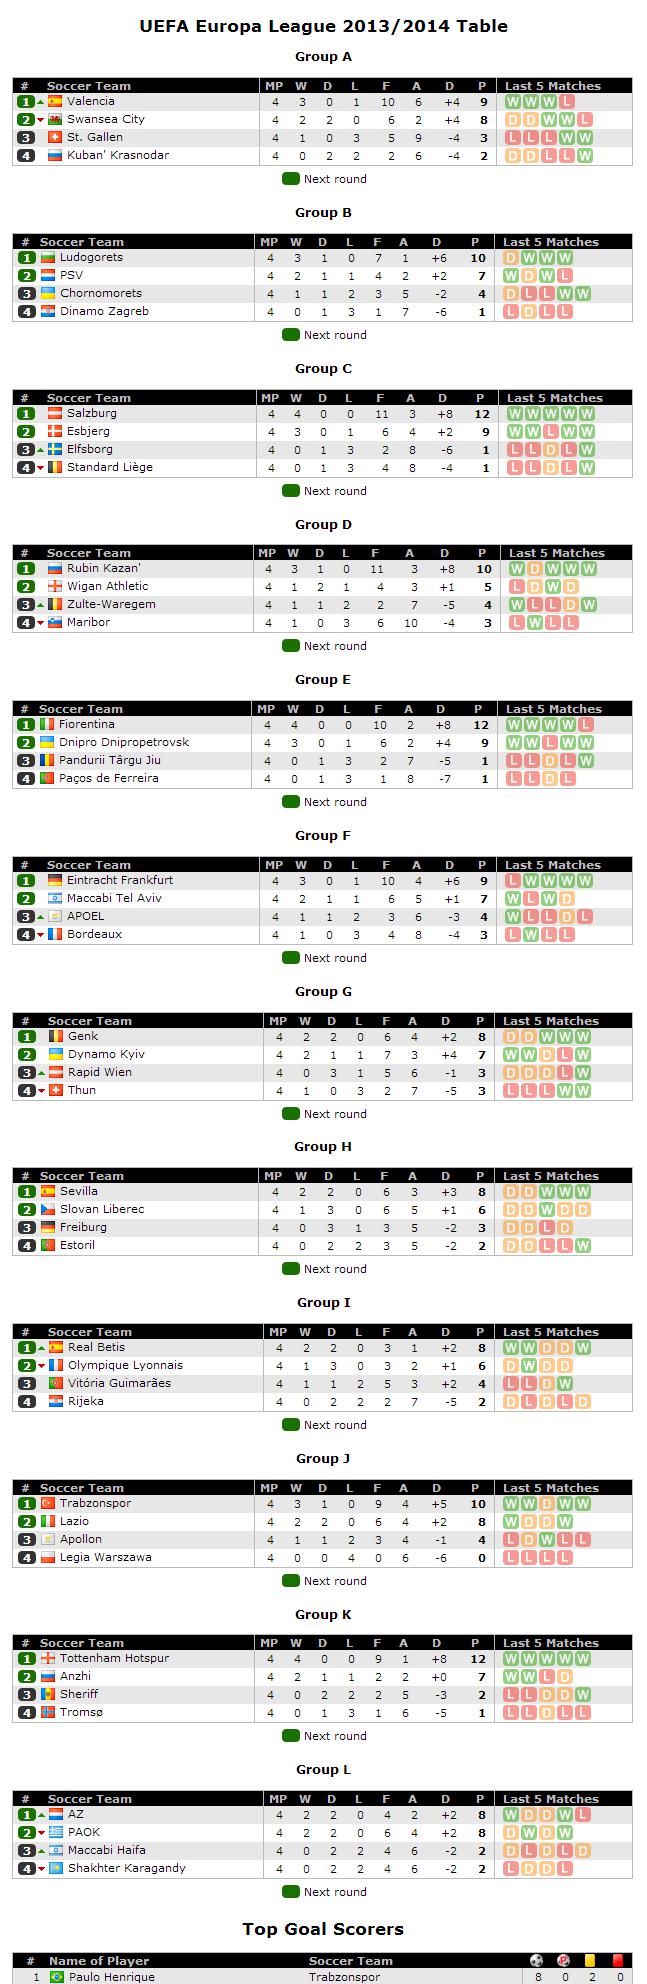 UEFA Europa League 2013/2014 Table
Group A
# Soccer Team MP W D L F A D P Last 5 Matches
1 Valencia 4 3 0 1 10 6 +4 9 W W W L
2 Swansea City 4 2 2 0 6 2 +4 8 D D W W L
3 St. Gallen 4 1 0 3 5 9 -4 3 L L L W W
4 Kuban' Krasnodar 4 0 2 2 2 6 -4 2 D D L L W
Next round
Group B
# Soccer Team MP W D L F A D P Last 5 Matches
1 Ludogorets 4 3 1 0 7 1 +6 10 D W W W
2 PSV 4 2 1 1 4 2 +2 7 W D W L
3 Chornomorets 4 1 1 2 3 5 -2 4 D L L W W
4 Dinamo Zagreb 4 0 1 3 1 7 -6 1 L D L L
Next round
Group C
# Soccer Team MP W D L F A D P Last 5 Matches
1 Salzburg 4 4 0 0 11 3 +8 12 W W W W W
2 Esbjerg 4 3 0 1 6 4 +2 9 W W L W W
3 Elfsborg 4 0 1 3 2 8 -6 1 L L D L W
4 Standard Liège 4 0 1 3 4 8 -4 1 L L D L W
Next round
Group D
# Soccer Team MP W D L F A D P Last 5 Matches
1 Rubin Kazan' 4 3 1 0 11 3 +8 10 W D W W W
2 Wigan Athletic 4 1 2 1 4 3 +1 5 L D W D
3 Zulte-Waregem 4 1 1 2 2 7 -5 4 W L L D W
4 Maribor 4 1 0 3 6 10 -4 3 L W L L
Next round
Group E
# Soccer Team MP W D L F A D P Last 5 Matches
1 Fiorentina 4 4 0 0 10 2 +8 12 W W W W L
2 Dnipro Dnipropetrovsk 4 3 0 1 6 2 +4 9 W W L W W
3 Pandurii Târgu Jiu 4 0 1 3 2 7 -5 1 L L D L W
4 Paços de Ferreira 4 0 1 3 1 8 -7 1 L L D L
Next round
Group F
# Soccer Team MP W D L F A D P Last 5 Matches
1 Eintracht Frankfurt 4 3 0 1 10 4 +6 9 L W W W W
2 Maccabi Tel Aviv 4 2 1 1 6 5 +1 7 W L W D
3 APOEL 4 1 1 2 3 6 -3 4 W L L D L
4 Bordeaux 4 1 0 3 4 8 -4 3 L W L L
Next round
Group G
# Soccer Team MP W D L F A D P Last 5 Matches
1 Genk 4 2 2 0 6 4 +2 8 D D W W W
2 Dynamo Kyiv 4 2 1 1 7 3 +4 7 W W D L W
3 Rapid Wien 4 0 3 1 5 6 -1 3 D D D L W
4 Thun 4 1 0 3 2 7 -5 3 L L L W W
Next round
Group H
# Soccer Team MP W D L F A D P Last 5 Matches
1 Sevilla 4 2 2 0 6 3 +3 8 D D W W W
2 Slovan Liberec 4 1 3 0 6 5 +1 6 D D W D D
3 Freiburg 4 0 3 1 3 5 -2 3 D D L D
4 Estoril 4 0 2 2 3 5 -2 2 D D L L W
Next round
Group I
# Soccer Team MP W D L F A D P Last 5 Matches
1 Real Betis 4 2 2 0 3 1 +2 8 W W D D W
2 Olympique Lyonnais 4 1 3 0 3 2 +1 6 D W D D
3 Vitória Guimarães 4 1 1 2 5 3 +2 4 L L D W
4 Rijeka 4 0 2 2 2 7 -5 2 D L D L D
Next round
Group J
# Soccer Team MP W D L F A D P Last 5 Matches
1 Trabzonspor 4 3 1 0 9 4 +5 10 W W D W W
2 Lazio 4 2 2 0 6 4 +2 8 W D D W
3 Apollon 4 1 1 2 3 4 -1 4 L D W L L
4 Legia Warszawa 4 0 0 4 0 6 -6 0 L L L L
Next round
Group K
# Soccer Team MP W D L F A D P Last 5 Matches
1 Tottenham Hotspur 4 4 0 0 9 1 +8 12 W W W W W
2 Anzhi 4 2 1 1 2 2 +0 7 W W L D
3 Sheriff 4 0 2 2 2 5 -3 2 L L D D W
4 Tromsø 4 0 1 3 1 6 -5 1 L L D L L
Next round
Group L
# Soccer Team MP W D L F A D P Last 5 Matches
1 AZ 4 2 2 0 4 2 +2 8 W D D W L
2 PAOK 4 2 2 0 6 4 +2 8 D W D W
3 Maccabi Haifa 4 0 2 2 4 6 -2 2 D L D L D
4 Shakhter Karagandy 4 0 2 2 4 6 -2 2 L D D L
Next round
Top Goal Scorers
# Name of Player Soccer Team P
1 Paulo Henrique Trabzonspor 8 0 2 0